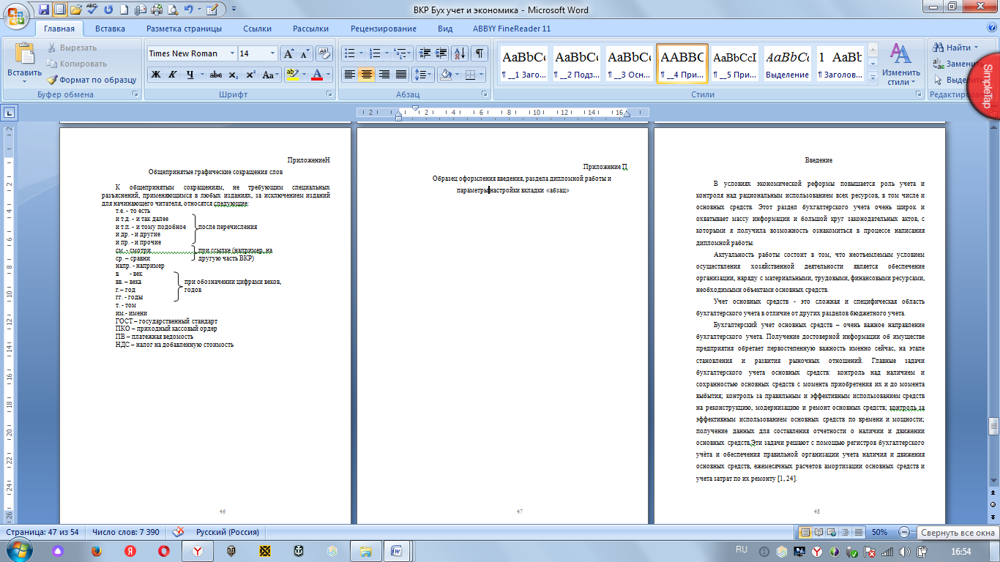 ВКР Бух учет и экономика - Microsoft Word
Главная Вставка Разметка страницы Ссылки Рассылки Рецензирование Вид ABBYY FineReader 11
Вставить
Вырезать
Копировать
Формат по образцу
Буфер обмена
Times New Roman 14
Ж К Ч abc x₂ x² Aa
Шрифт
Абзац
AaBbCc AaBbCc AaBbCc AABBC AaBbCcI AaBbCc 1 AaBb
¶ __1 Заго... ¶ __2 Подз... ¶ __3 Осн... ¶ __4 При... ¶ __5 При... Выделение ¶ Заголов...
Изменить стили
Стили
Найти
Заменить
Выделить
Редактирован
SimpleTap
2 2 4 6 8 10 12 14 16
ПриложениеН
Общепринятые графические сокращения слов
К общепринятым сокращениям, не требующим специальных
разъяснений, применяющимся в любых изданиях, за исключением изданий
для начинающего читателя, относятся следующие:
т.е. - то есть
и т.д. - и так далее
и т.п. - и тому подобное после перечисления
и др. - и другие
и пр. - и прочие
см. - смотри при ссылке (например, на
ср. – сравни другую часть ВКР)
напр. - например
в - век
вв. – века при обозначении цифрами веков,
г. – год годов
гг. - годы
т. - том
им.- имени
ГОСТ – государственный стандарт
ПКО – приходный кассовый ордер
ПВ – платежная ведомость
НДС – налог на добавленную стоимость
46
Приложение П
Образец оформления введения, раздела дипломной работы и
параметры настройки вкладки «абзац»
47
Введение
В условиях экономической реформы повышается роль учета и
контроля над рациональным использованием всех ресурсов, в том числе и
основных средств. Этот раздел бухгалтерского учета очень широк и
охватывает массу информации и большой круг законодательных актов, с
которыми я получила возможность ознакомиться в процессе написания
дипломной работы.
Актуальность работы состоит в том, что неотъемлемым условием
осуществления хозяйственной деятельности является обеспечение
организации, наряду с материальными, трудовыми, финансовыми ресурсами,
необходимыми объектами основных средств.
Учет основных средств - это сложная и специфическая область
бухгалтерского учета в отличие от других разделов бюджетного учета.
Бухгалтерский учет основных средств – очень важное направление
бухгалтерского учета. Получение достоверной информации об имуществе
предприятия обретает первостепенную важность именно сейчас, на этапе
становления и развития рыночных отношений. Главные задачи
бухгалтерского учета основных средств: контроль над наличием и
сохранностью основных средств с момента приобретения их и до момента
выбытия; контроль за правильным и эффективным использованием средств
на реконструкцию, модернизацию и ремонт основных средств; контроль за
эффективным использованием основных средств по времени и мощности;
получение данных для составления отчетности о наличии и движении
основных средств,Эти задачи решают с помощью регистров бухгалтерского
учёта и обеспечения правильной организации учета наличия и движения
основных средств, ежемесячных расчетов амортизации основных средств и
учета затрат по их ремонту [1, 24].
48
Страница: 47 из 54 Число слов: 7 390 Русский (Россия) 50%
Свернуть все окна
RU 16:54